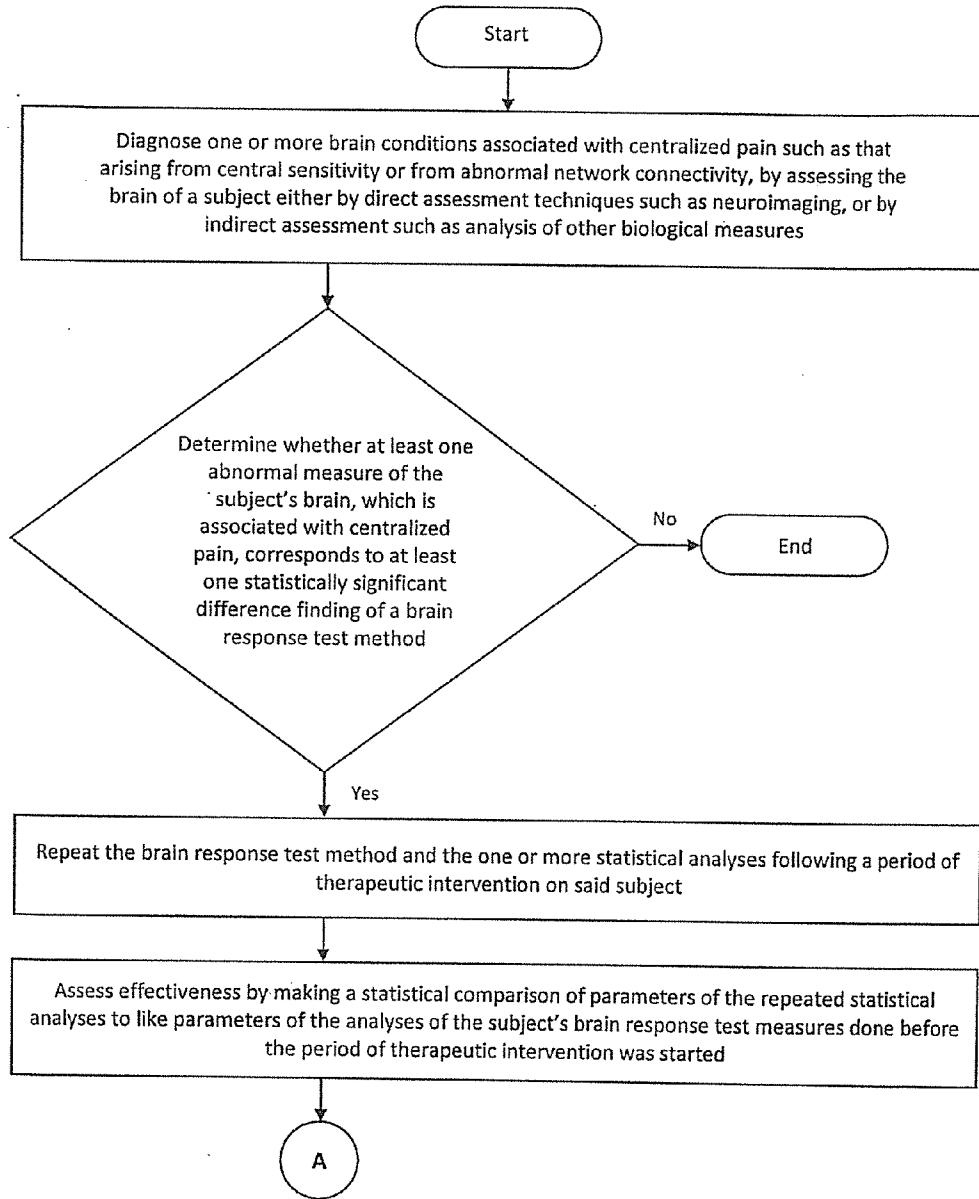 Start
Diagnose one or more brain conditions associated with centralized pain such as that
arising from central sensitivity or from abnormal network connectivity, by assessing the
brain of a subject either by direct assessment techniques such as neuroimaging, or by
indirect assessment such as analysis of other biological measures
Determine whether at least one
abnormal measure of the
subject's brain, which is
associated with centralized
pain, corresponds to at least
one statistically significant
difference finding of a brain
response test method
No
End
Yes
Repeat the brain response test method and the one or more statistical analyses following a period of
therapeutic intervention on said subject
Assess effectiveness by making a statistical comparison of parameters of the repeated statistical
analyses to like parameters of the analyses of the subject's brain response test measures done before
the period of therapeutic intervention was started
A